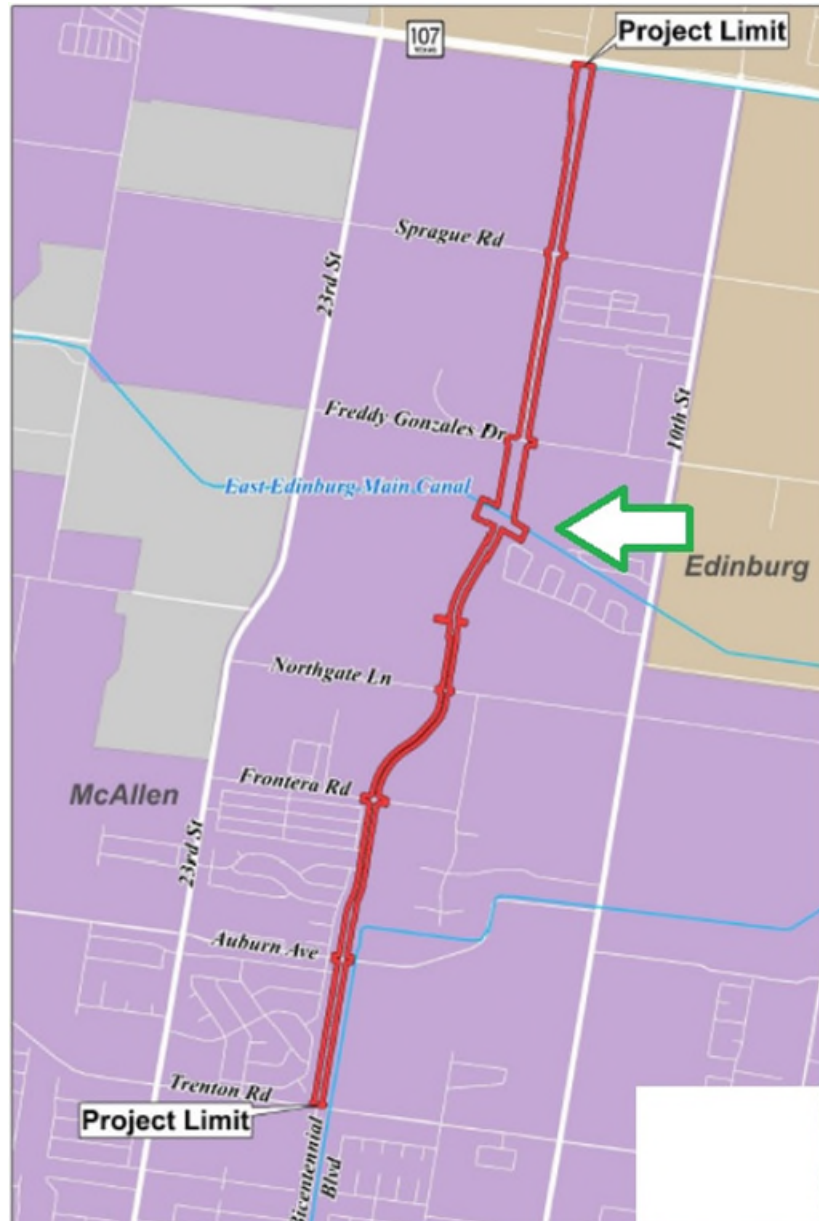 107
TEXAS
Project Limit
Sprague Rd
23rd St
Freddy Gonzales Dr
10th St
East Edinburg Main Canal
Edinburg
Northgate Ln
Frontera Rd
McAllen
23rd St
Auburn Ave
Trenton Rd
Project Limit
Bicentennial
Blvd